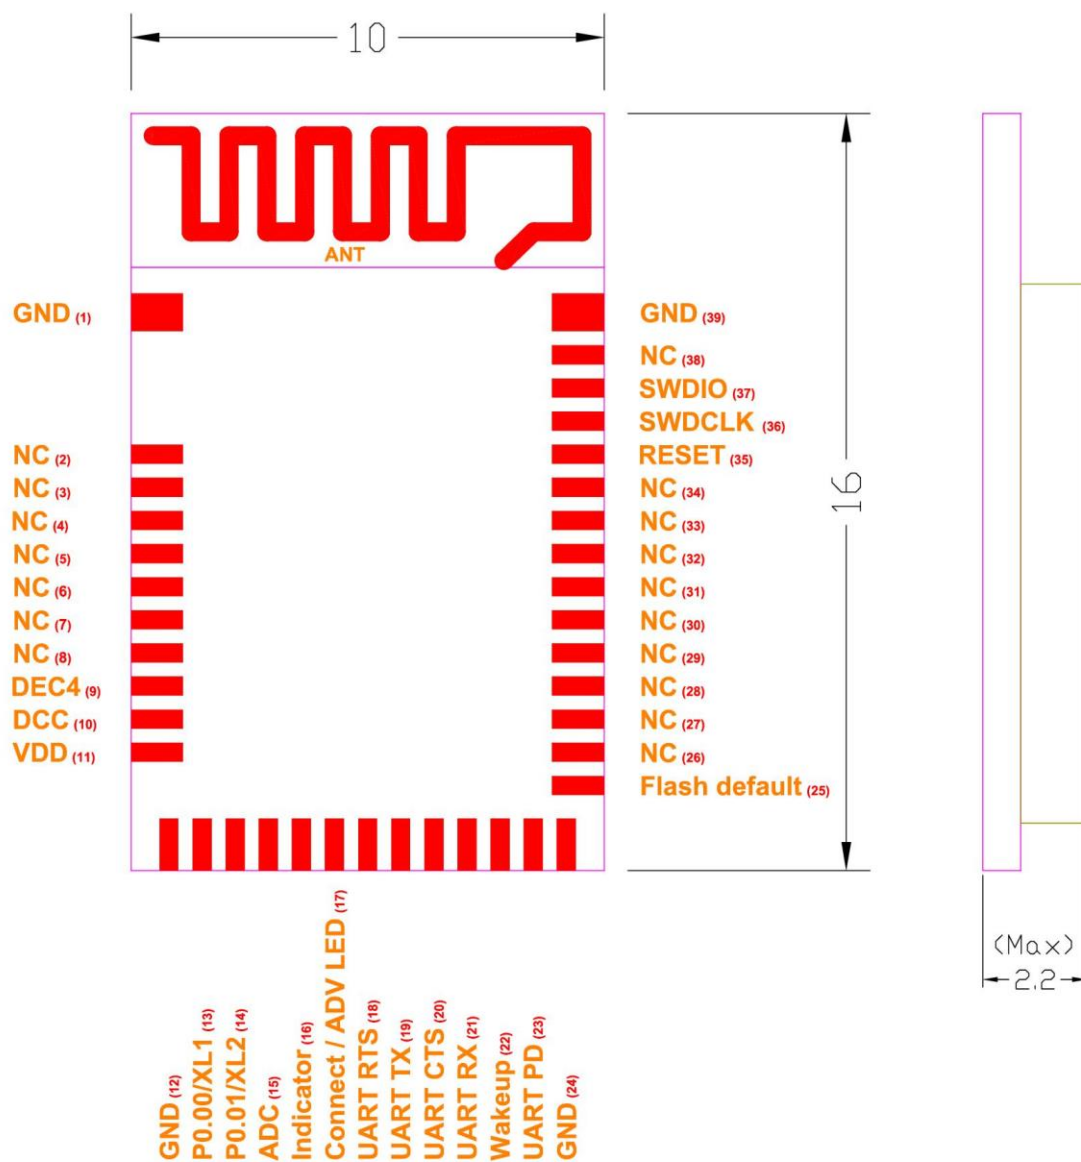 10
ANT
GND (1)
NC (2)
NC (3)
NC (4)
NC (5)
NC (6)
NC (7)
NC (8)
DEC4 (9)
DCC (10)
VDD (11)
GND (39)
NC (38)
SWDIO (37)
SWDCLK (36)
RESET (35)
NC (34)
NC (33)
NC (32)
NC (31)
NC (30)
NC (29)
NC (28)
NC (27)
NC (26)
Flash default (25)
16
(Max)
2.2
GND (12)
P0.00/XL1 (13)
P0.01/XL2 (14)
ADC (15)
Indicator (16)
Connect / ADV LED (17)
UART RTS (18)
UART TX (19)
UART CTS (20)
UART RX (21)
Wakeup (22)
UART PD (23)
GND (24)